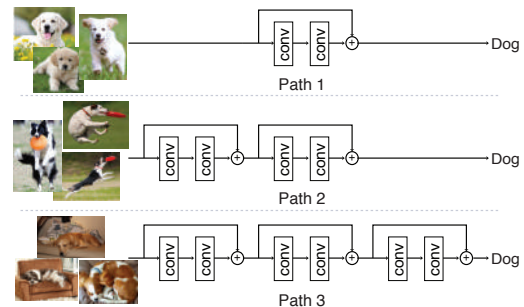 conv conv + Dog
Path 1
conv conv + conv conv + Dog
Path 2
conv conv + conv conv + conv conv + Dog
Path 3